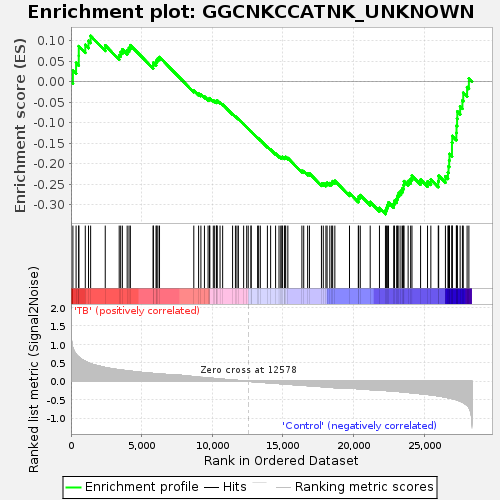 Enrichment plot: GGCNKCCATNK_UNKNOWN
Enrichment score (ES)
0.10
0.05
0.00
-0.05
-0.10
-0.15
-0.20
-0.25
-0.30
'TB' (positively correlated)
Ranked list metric (Signal2Noise)
2.0
1.5
1.0
0.5
0.0
-0.5
-1.0
Zero cross at 12578
'Control' (negatively correlated)
0
5,000
10,000
15,000
20,000
25,000
Rank in Ordered Dataset
Enrichment profile
Hits
Ranking metric scores